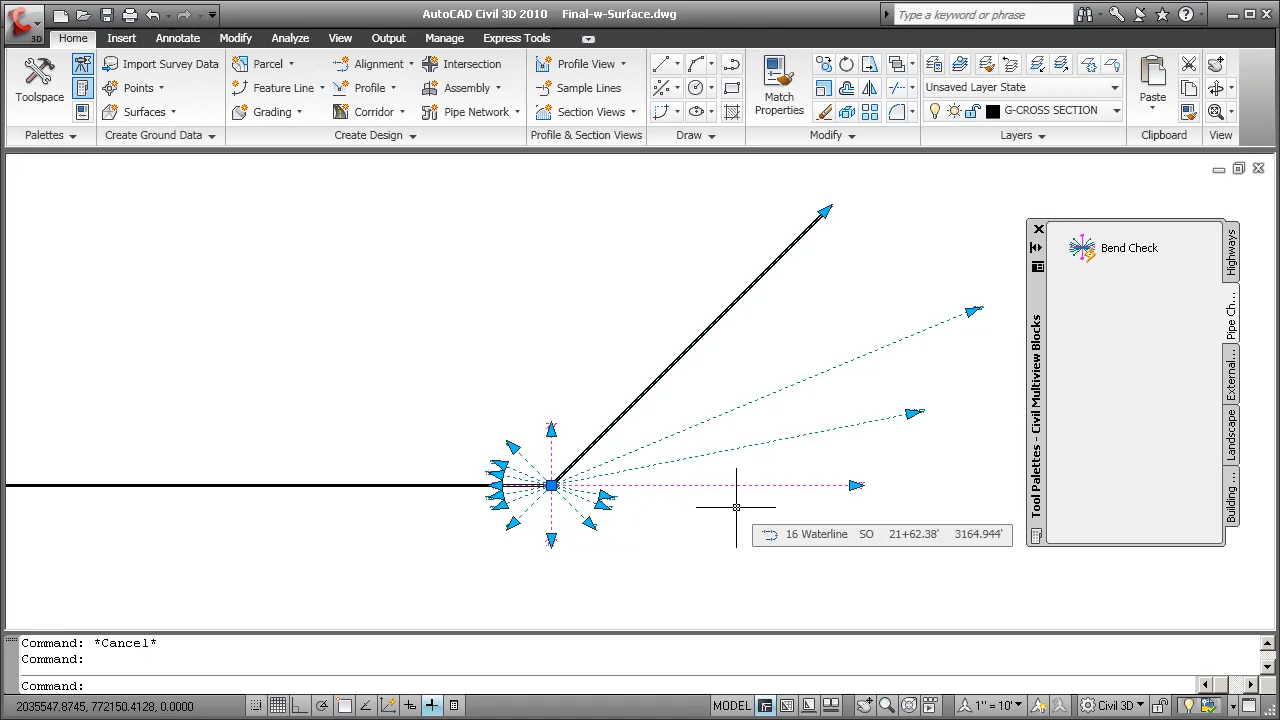 AutoCAD Civil 3D 2010 Final-w-Surface.dwg
Type a keyword or phrase
3D
Home Insert Annotate Modify Analyze View Output Manage Express Tools
Toolspace
Import Survey Data
Points
Surfaces
Parcel
Feature Line
Grading
Alignment
Profile
Corridor
Intersection
Assembly
Pipe Network
Profile View
Sample Lines
Section Views
Match
Properties
Unsaved Layer State
G-CROSS SECTION
Paste
Palettes
Create Ground Data
Create Design
Profile & Section Views
Draw
Modify
Layers
Clipboard
View
Bend Check
Tool Palettes - Civil Multiview Blocks
Highways
Pipe Ch...
External...
Landscape
Building ...
16 Waterline SO 21+62.38' 3164.944'
Command: *Cancel*
Command:
Command:
2035547.8745, 772150.4128, 0.0000
MODEL
1" = 10'
Civil 3D